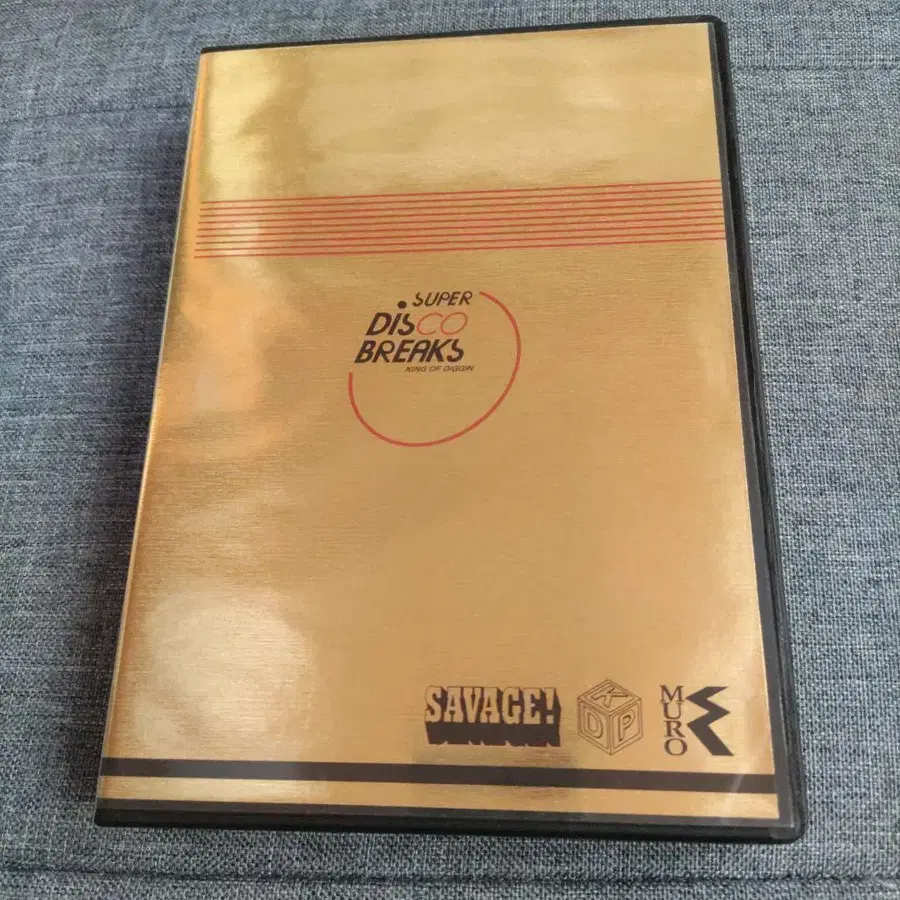 SUPER
DisCO
BREAKS
KING OF DIGGIN
SAVAGE!
K
D P
MURO